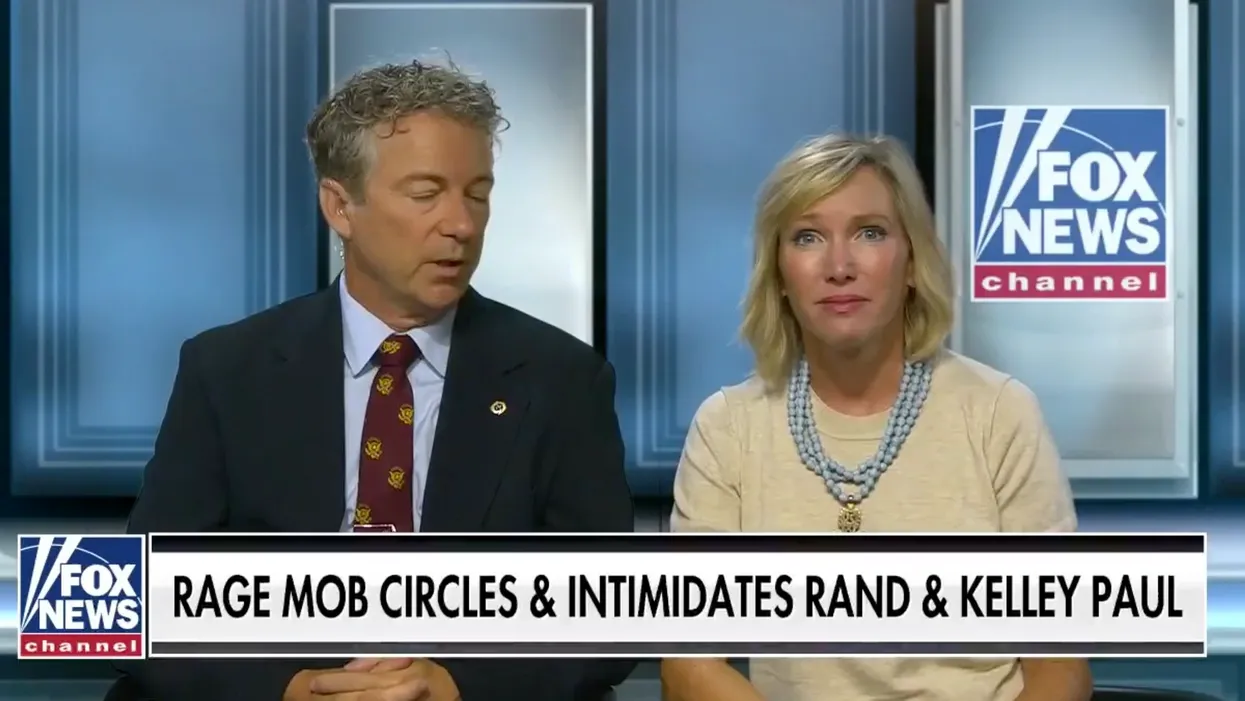 FOX
NEWS
channel
FOX
NEWS
channel
RAGE MOB CIRCLES & INTIMIDATES RAND & KELLEY PAUL